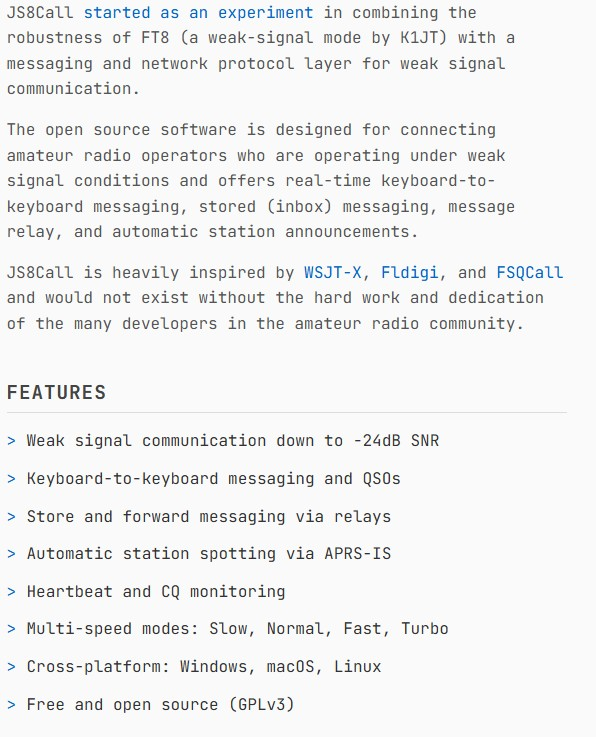 JS8Call started as an experiment in combining the
robustness of FT8 (a weak-signal mode by K1JT) with a
messaging and network protocol layer for weak signal
communication.
The open source software is designed for connecting
amateur radio operators who are operating under weak
signal conditions and offers real-time keyboard-to-
keyboard messaging, stored (inbox) messaging, message
relay, and automatic station announcements.
JS8Call is heavily inspired by WSJT-X, Fldigi, and FSQCall
and would not exist without the hard work and dedication
of the many developers in the amateur radio community.
FEATURES
> Weak signal communication down to -24dB SNR
> Keyboard-to-keyboard messaging and QSOs
> Store and forward messaging via relays
> Automatic station spotting via APRS-IS
> Heartbeat and CQ monitoring
> Multi-speed modes: Slow, Normal, Fast, Turbo
> Cross-platform: Windows, macOS, Linux
> Free and open source (GPLv3)